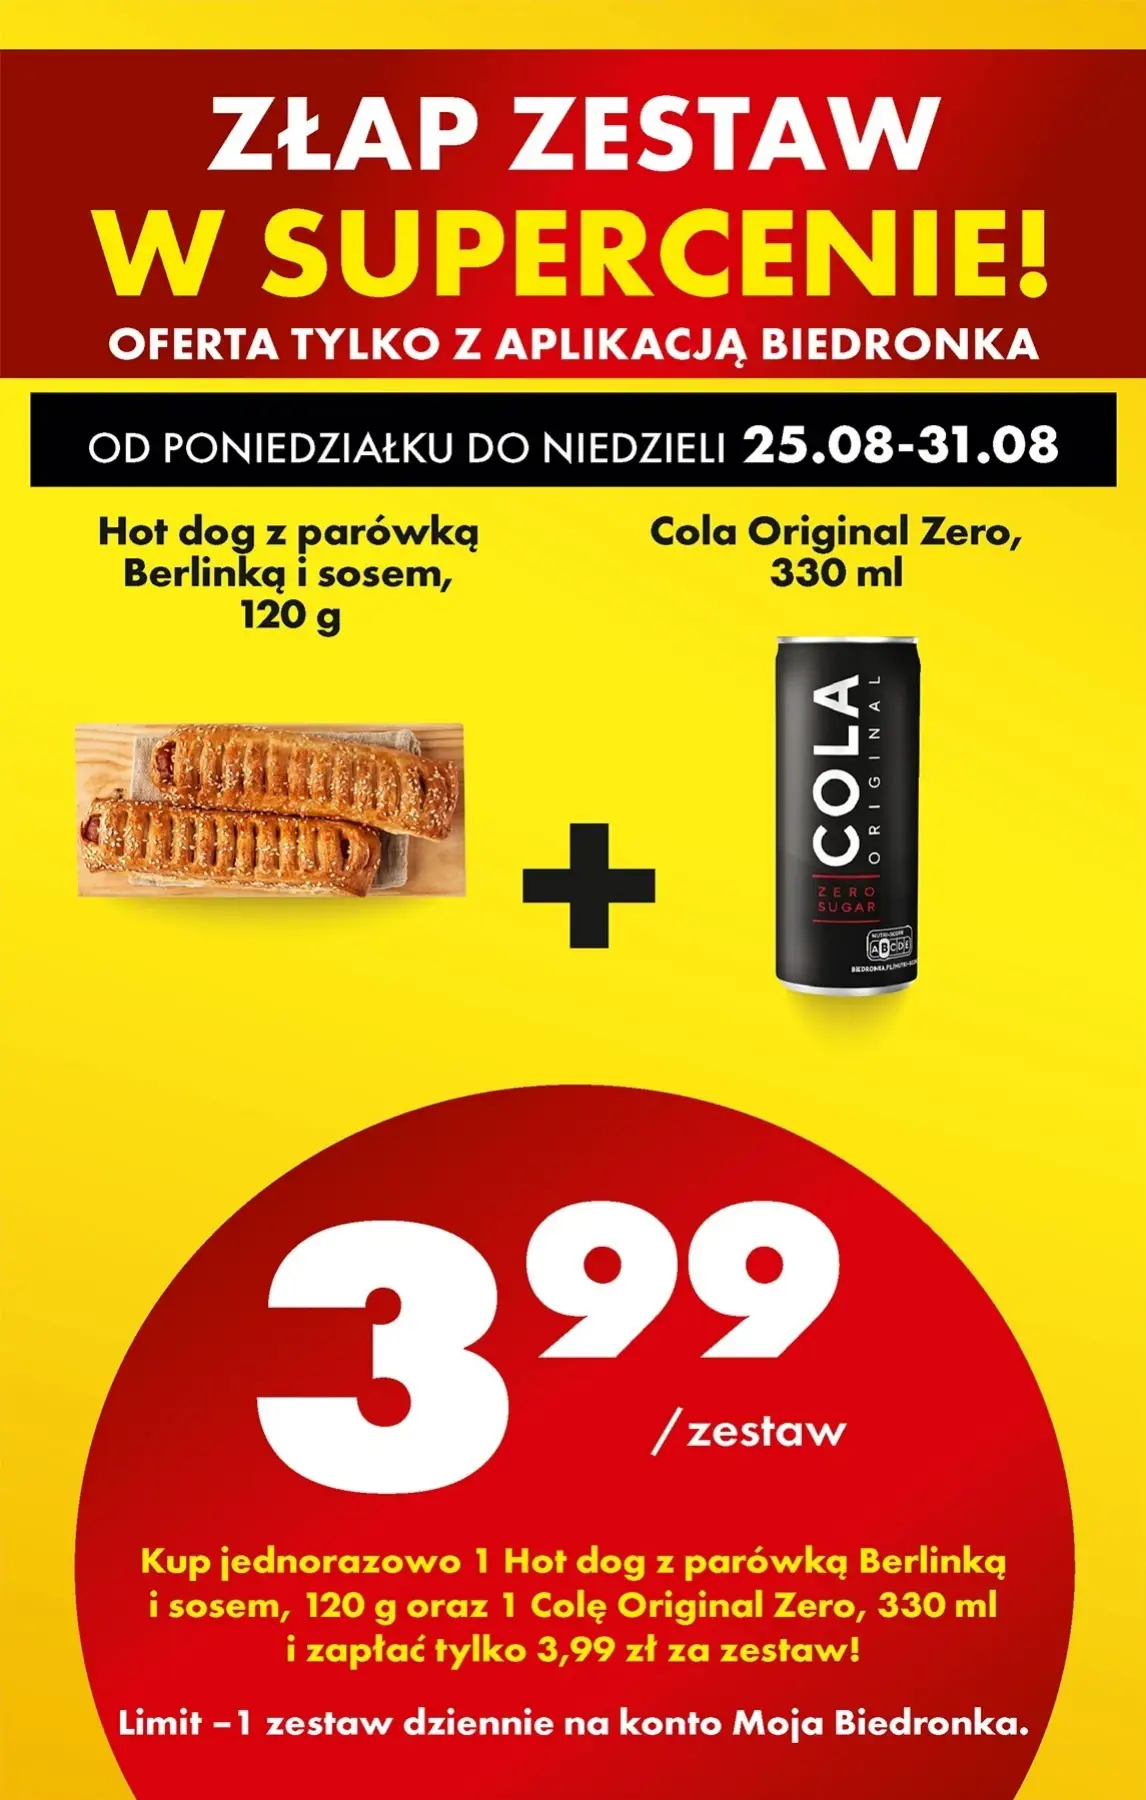 ZŁAP ZESTAW
W SUPERCENIE!
OFERTA TYLKO Z APLIKACJĄ BIEDRONKA
OD PONIEDZIAŁKU DO NIEDZIELI 25.08-31.08
Hot dog z parówką
Berlinką i sosem,
120 g
Cola Original Zero,
330 ml
COLA
ORIGINAL
ZERO
SUGAR
NUTRI-SCORE
A B C D E
+
3 99
/zestaw
Kup jednorazowo 1 Hot dog z parówką Berlinką
i sosem, 120 g oraz 1 Colę Original Zero, 330 ml
i zapłać tylko 3,99 zł za zestaw!
Limit – 1 zestaw dziennie na konto Moja Biedronka.